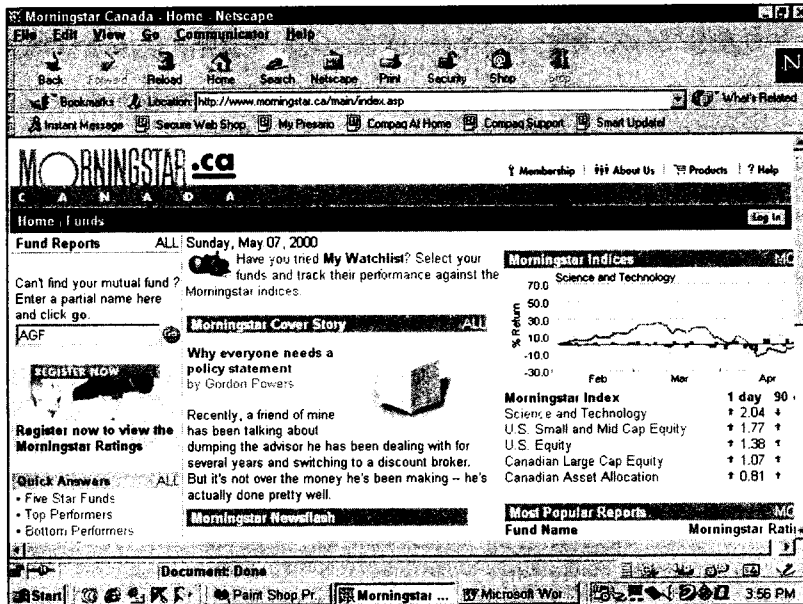 Morningstar Canada - Home - Netscape
File Edit View Go Communicator Help
Back Forward Reload Home Search Netscape Print Security Shop Stop
N
Bookmarks Location: http://www.morningstar.ca/main/index.asp What's Related
Instant Message Secure Web Shop My Presario Compaq At Home Compaq Support Smart Update!
MORNINGSTAR.ca
CANADA
Membership About Us Products ? Help
Home Funds Log In
Fund Reports ALL
Can't find your mutual fund ?
Enter a partial name here
and click go.
AGF
REGISTER NOW
Register now to view the
Morningstar Ratings
Quick Answers ALL
• Five Star Funds
• Top Performers
• Bottom Performers
Sunday, May 07, 2000
Have you tried My Watchlist? Select your
funds and track their performance against the
Morningstar indices.
Morningstar Cover Story ALL
Why everyone needs a
policy statement
by Gordon Powers
Recently, a friend of mine
has been talking about
dumping the advisor he has been dealing with for
several years and switching to a discount broker.
But it's not over the money he's been making -- he's
actually done pretty well.
Morningstar Newsflash
Morningstar Indices MO
Science and Technology
% Return
70.0
50.0
30.0
10.0
-10.0
-30.0
Feb Mar Apr
Morningstar Index 1 day 90
Science and Technology 2.04
U.S. Small and Mid Cap Equity 1.77
U.S. Equity 1.38
Canadian Large Cap Equity 1.07
Canadian Asset Allocation 0.81
Most Popular Reports MO
Fund Name Morningstar Ratin
Document: Done
Start Paint Shop Pr... Morningstar ... Microsoft Wor... 3:56 PM